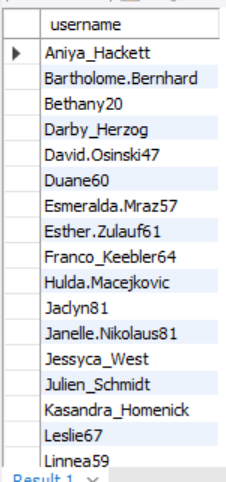 username
Aniya_Hackett
Bartholome.Bernhard
Bethany20
Darby_Herzog
David.Osinski47
Duane60
Esmeralda.Mraz57
Esther.Zulauf61
Franco_Keebler64
Hulda.Macejkovic
Jaclyn81
Janelle.Nikolaus81
Jessyca_West
Julien_Schmidt
Kasandra_Homenick
Leslie67
Linnea59
Result 1